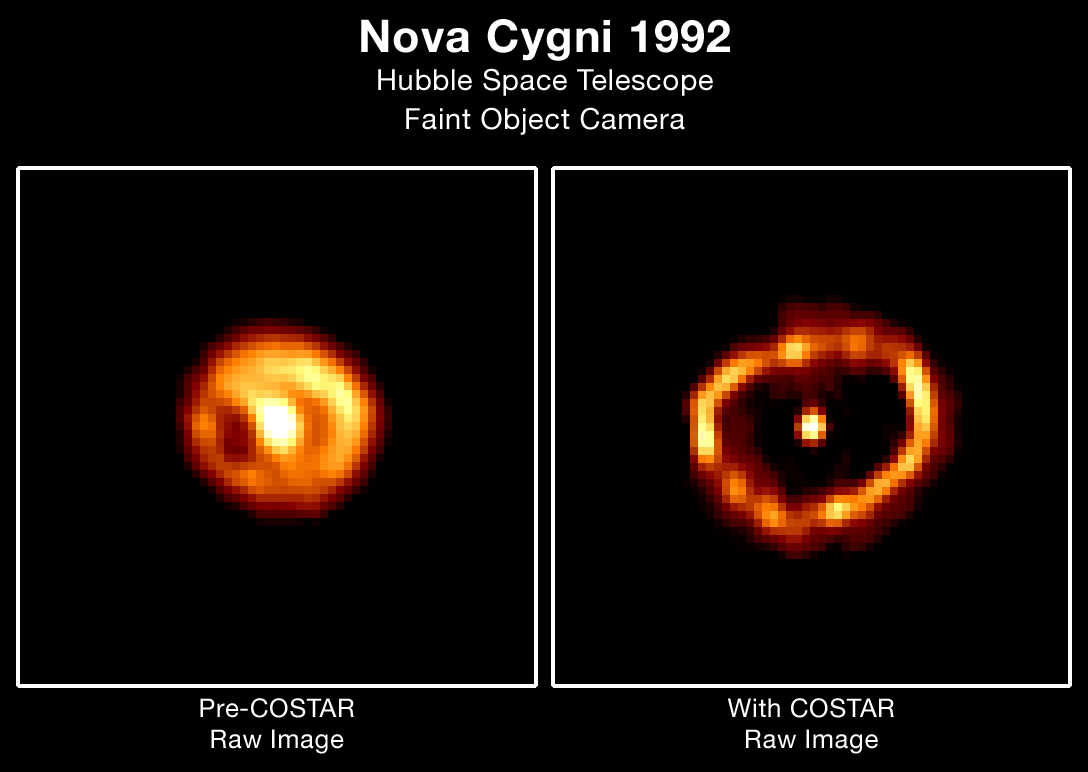 Nova Cygni 1992
Hubble Space Telescope
Faint Object Camera
Pre-COSTAR
Raw Image
With COSTAR
Raw Image